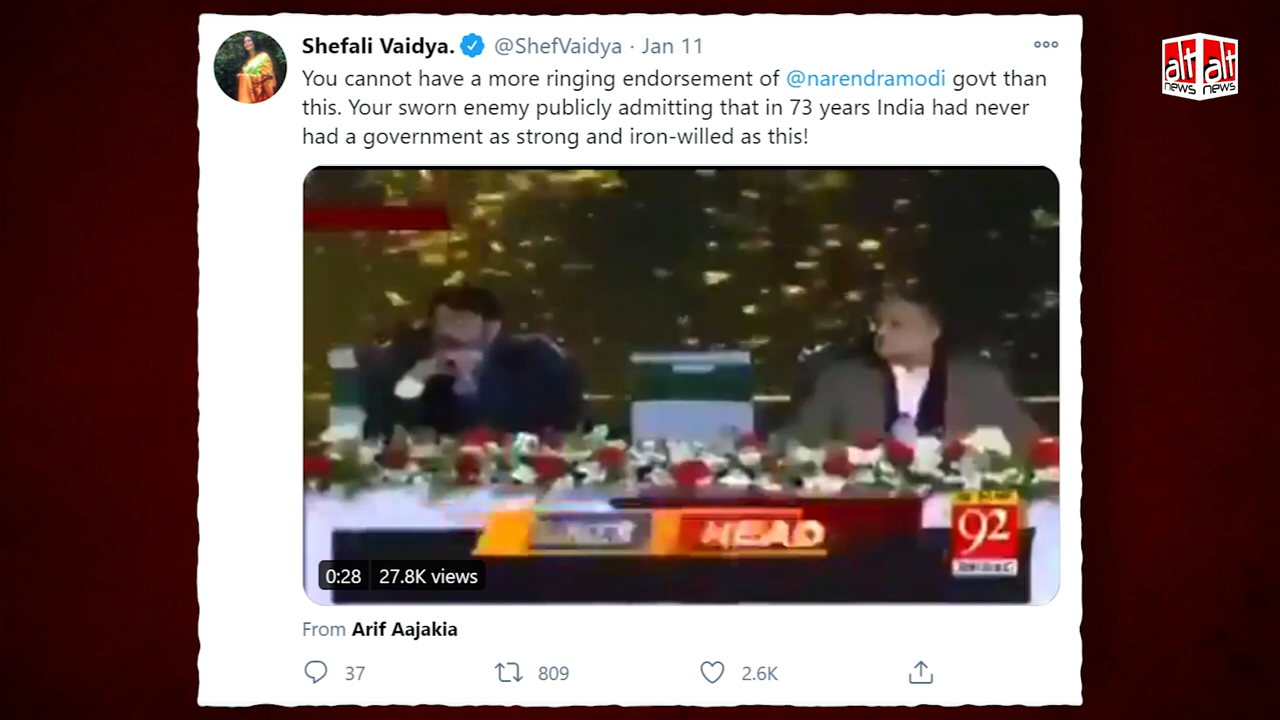 Shefali Vaidya. @ShefVaidya · Jan 11
You cannot have a more ringing endorsement of @narendramodi govt than
this. Your sworn enemy publicly admitting that in 73 years India had never
had a government as strong and iron-willed as this!
HEAD
92
0:28 27.8K views
From Arif Aajakia
37 809 2.6K
alt alt
news news